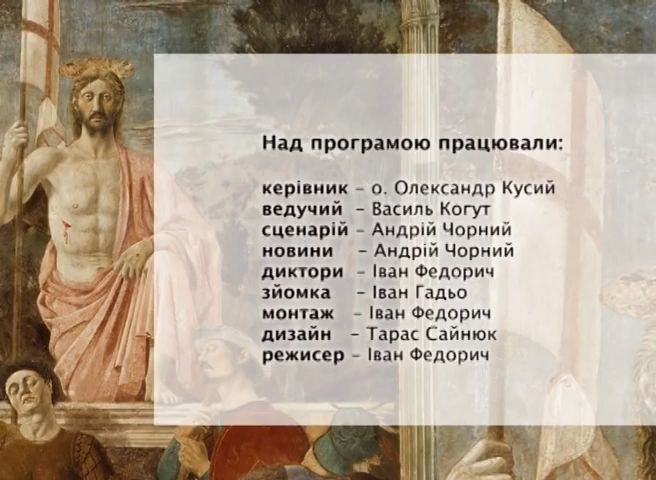 Над програмою працювали:
керівник – о. Олександр Кусий
ведучий – Василь Когут
сценарій – Андрій Чорний
новини – Андрій Чорний
диктори – Іван Федорич
зйомка – Іван Гадьо
монтаж – Іван Федорич
дизайн – Тарас Сайнюк
режисер – Іван Федорич